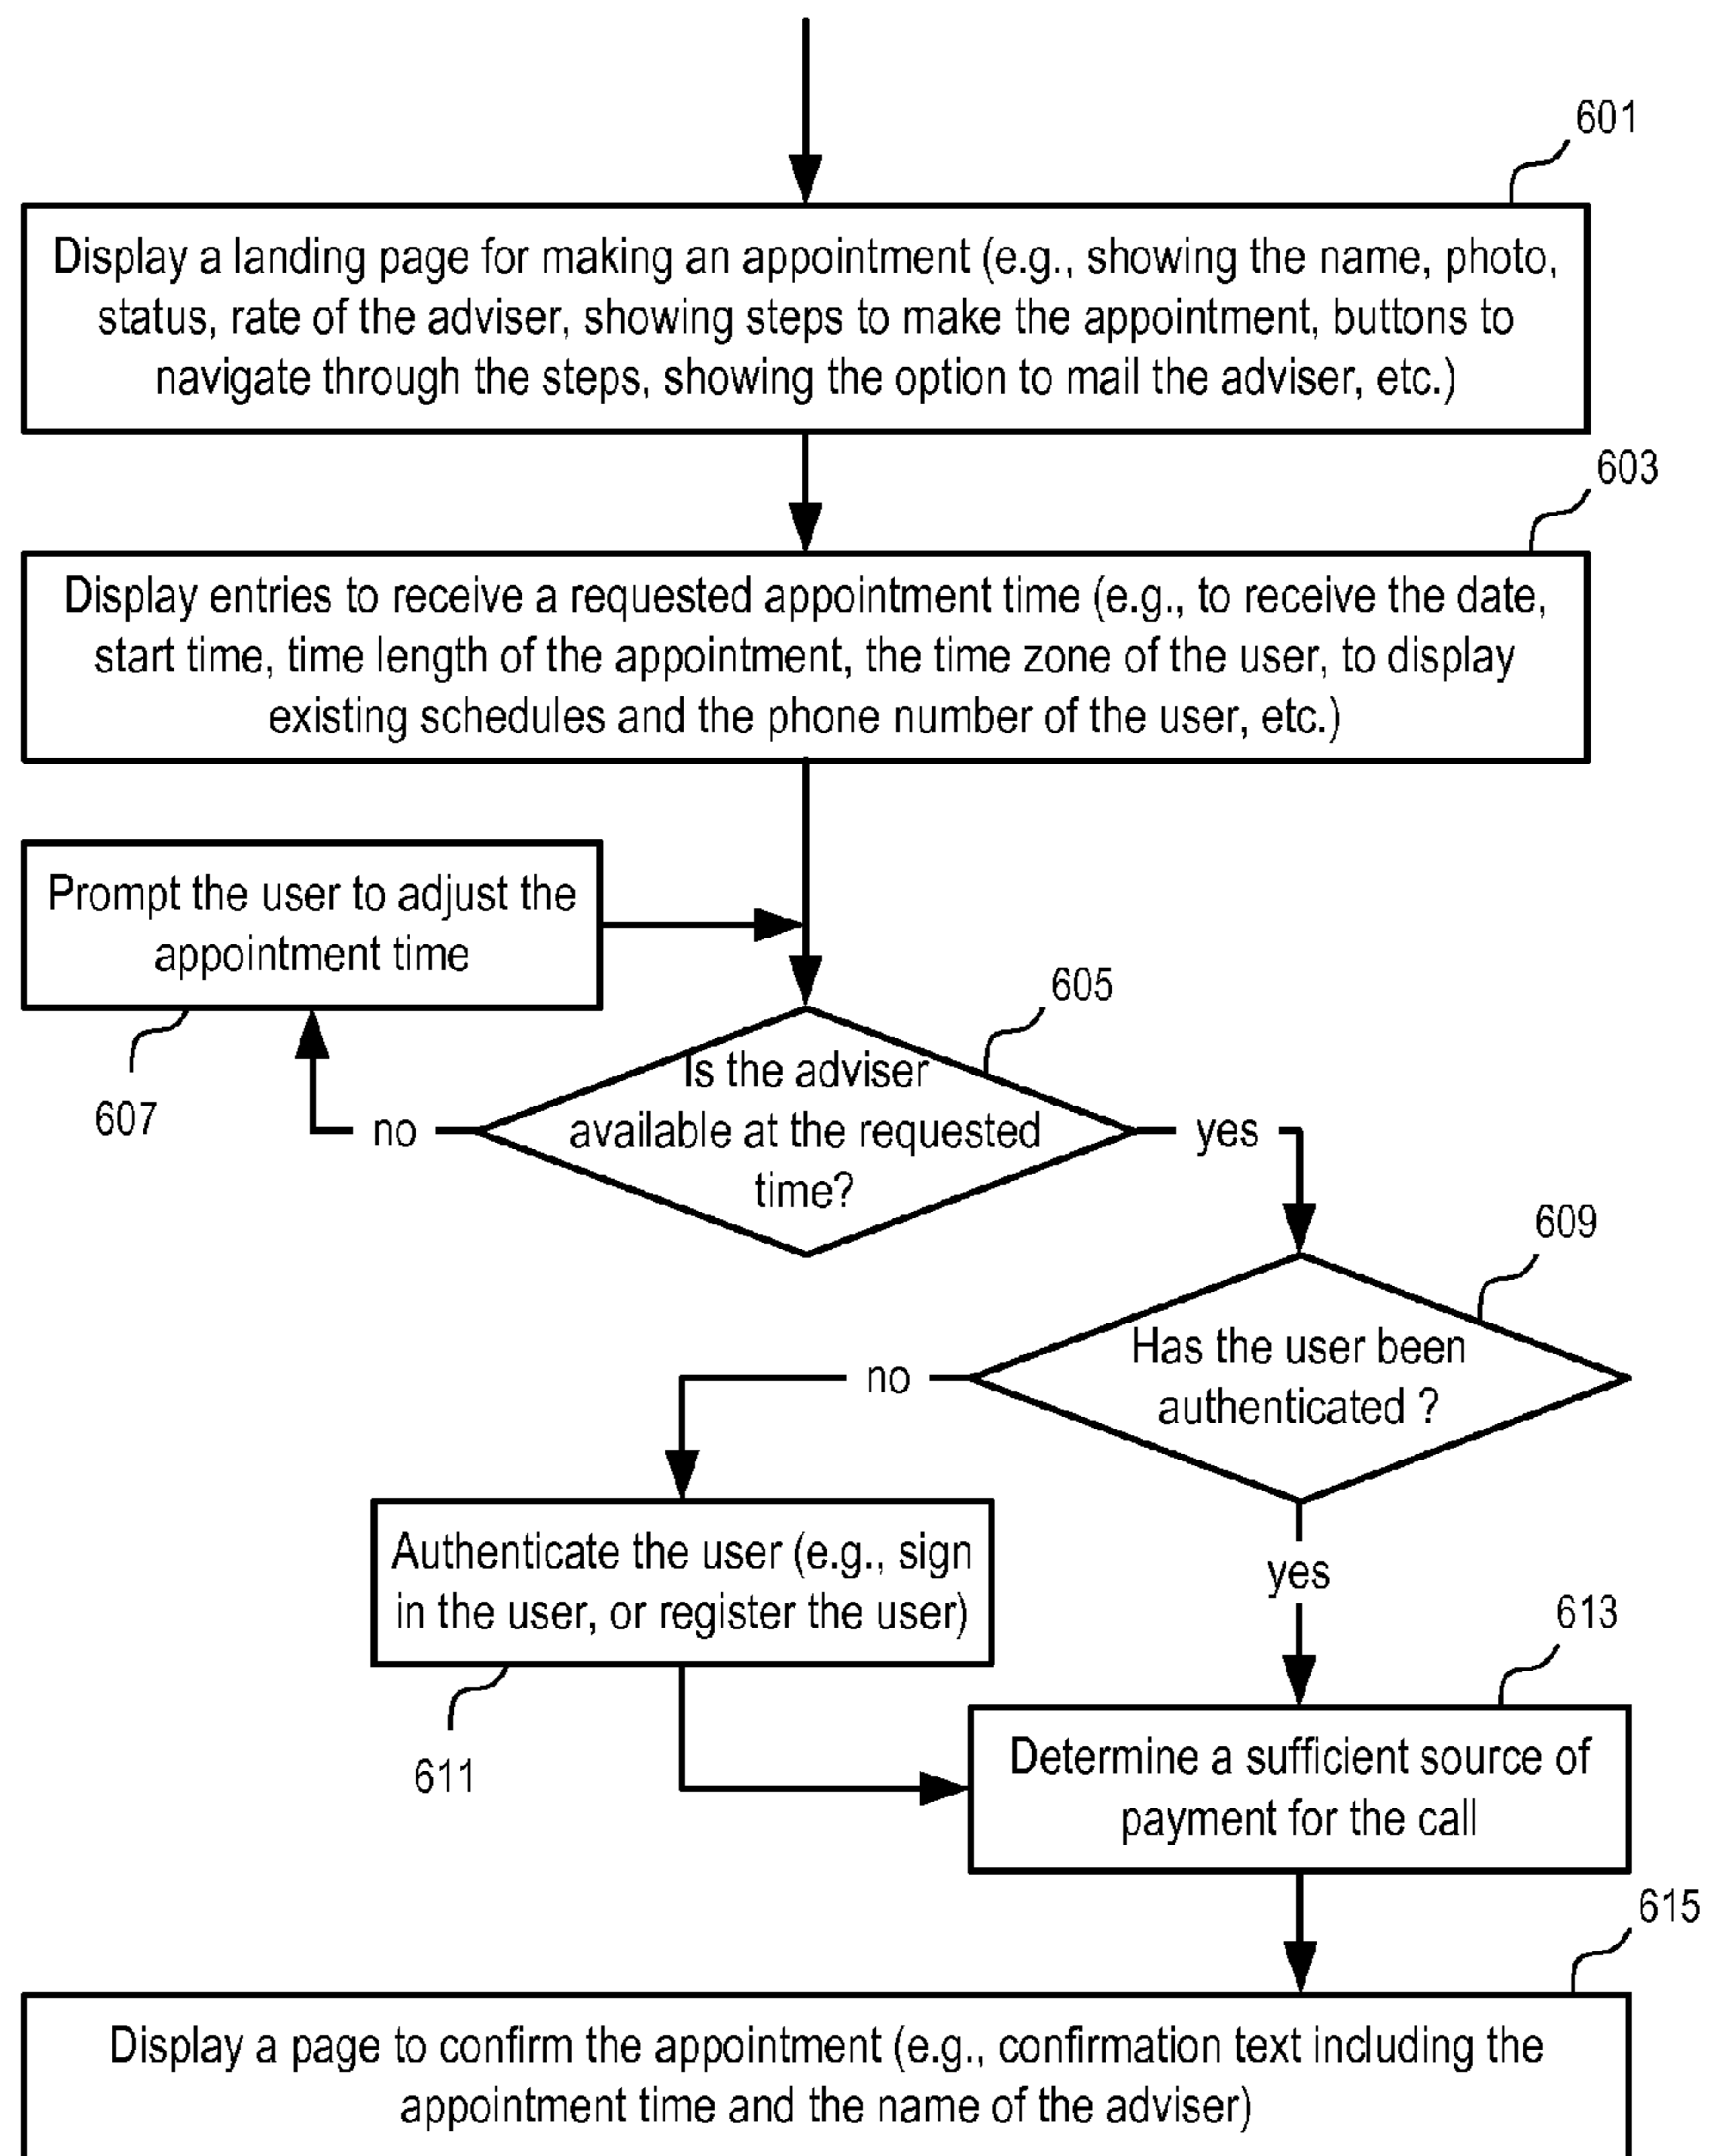 601
Display a landing page for making an appointment (e.g., showing the name, photo,
status, rate of the adviser, showing steps to make the appointment, buttons to
navigate through the steps, showing the option to mail the adviser, etc.)
603
Display entries to receive a requested appointment time (e.g., to receive the date,
start time, time length of the appointment, the time zone of the user, to display
existing schedules and the phone number of the user, etc.)
Prompt the user to adjust the
appointment time
607
605
Is the adviser
available at the requested
time?
no
yes
609
Has the user been
authenticated ?
no
yes
Authenticate the user (e.g., sign
in the user, or register the user)
611
613
Determine a sufficient source of
payment for the call
615
Display a page to confirm the appointment (e.g., confirmation text including the
appointment time and the name of the adviser)